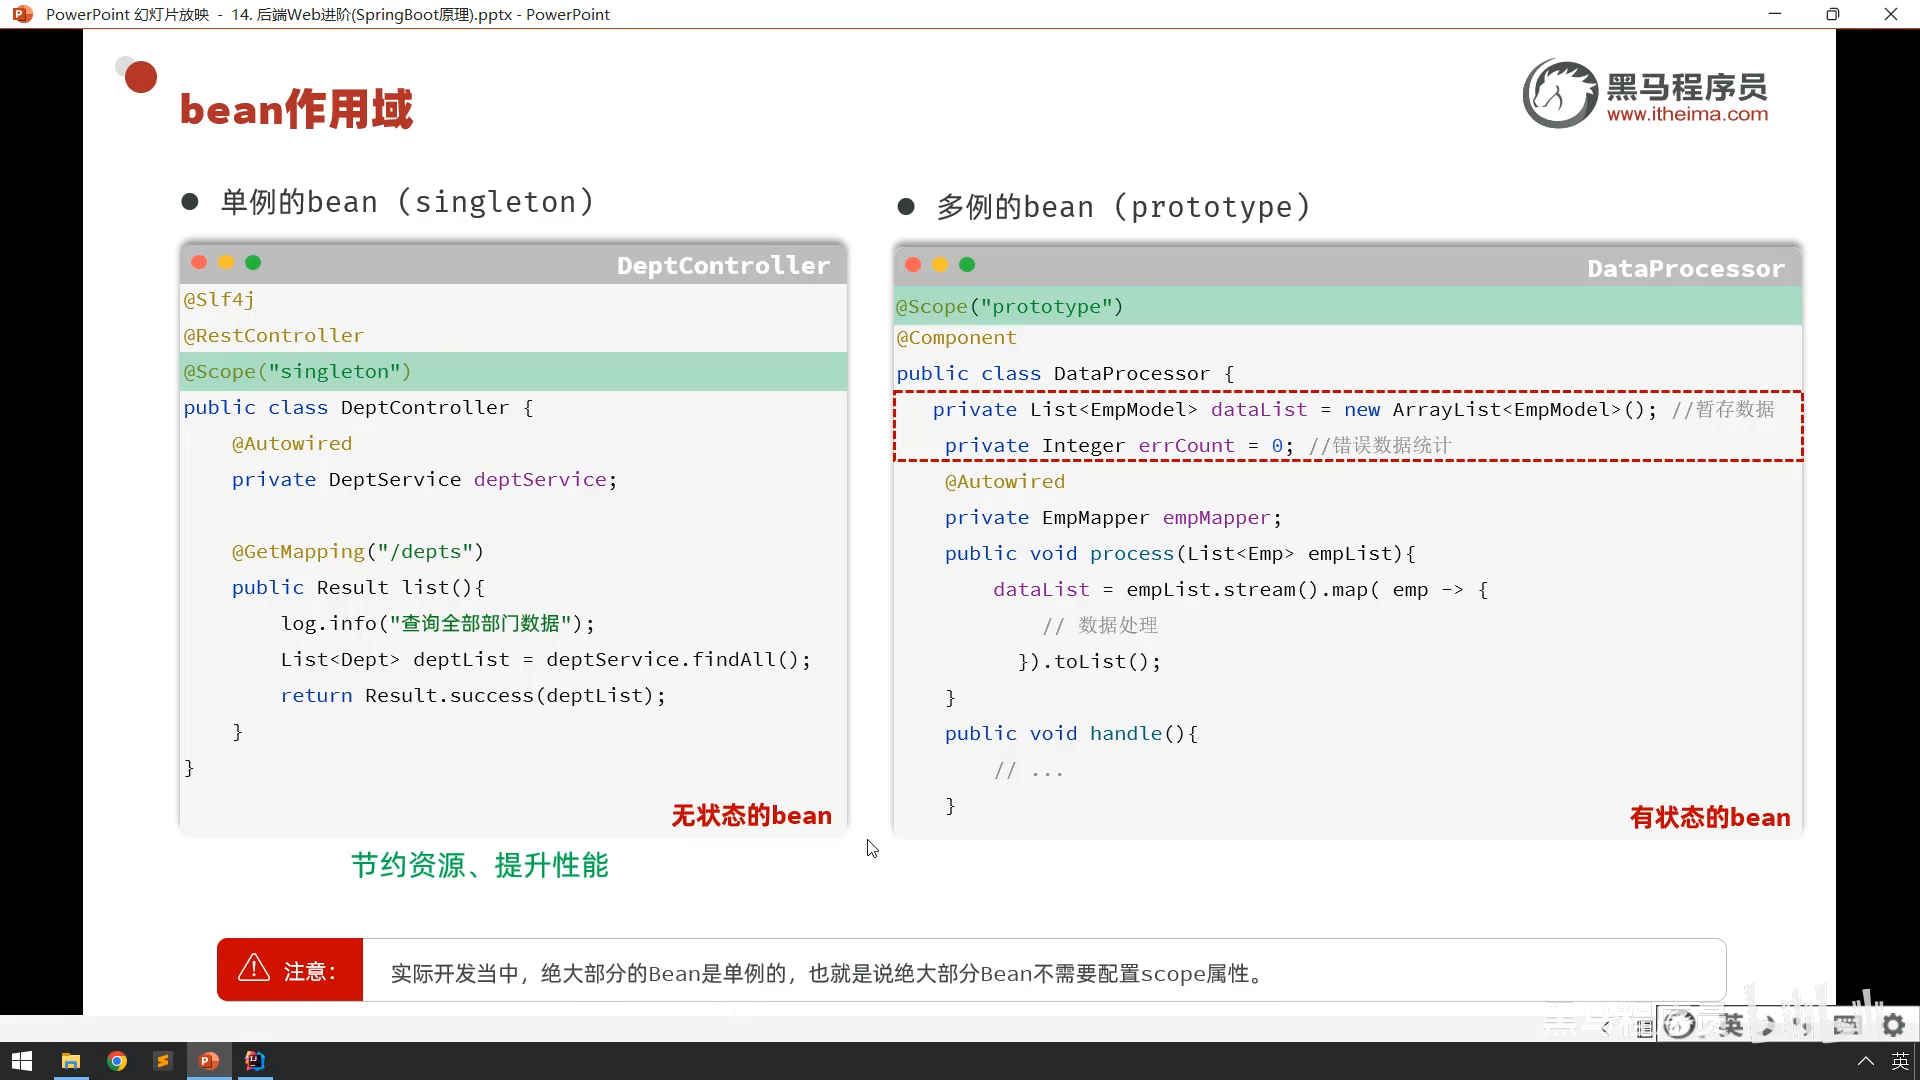 PowerPoint 幻灯片放映 - 14. 后端Web进阶(SpringBoot原理).pptx - PowerPoint
bean作用域
黑马程序员
www.itheima.com
单例的bean（singleton）
DeptController
@Slf4j
@RestController
@Scope("singleton")
public class DeptController {
@Autowired
private DeptService deptService;
@GetMapping("/depts")
public Result list(){
log.info("查询全部部门数据");
List<Dept> deptList = deptService.findAll();
return Result.success(deptList);
}
}
无状态的bean
节约资源、提升性能
多例的bean（prototype）
DataProcessor
@Scope("prototype")
@Component
public class DataProcessor {
private List<EmpModel> dataList = new ArrayList<EmpModel>(); //暂存数据
private Integer errCount = 0; //错误数据统计
@Autowired
private EmpMapper empMapper;
public void process(List<Emp> empList){
dataList = empList.stream().map( emp -> {
// 数据处理
}).toList();
}
public void handle(){
// ...
}
有状态的bean
注意：
实际开发当中，绝大部分的Bean是单例的，也就是说绝大部分Bean不需要配置scope属性。
英
英